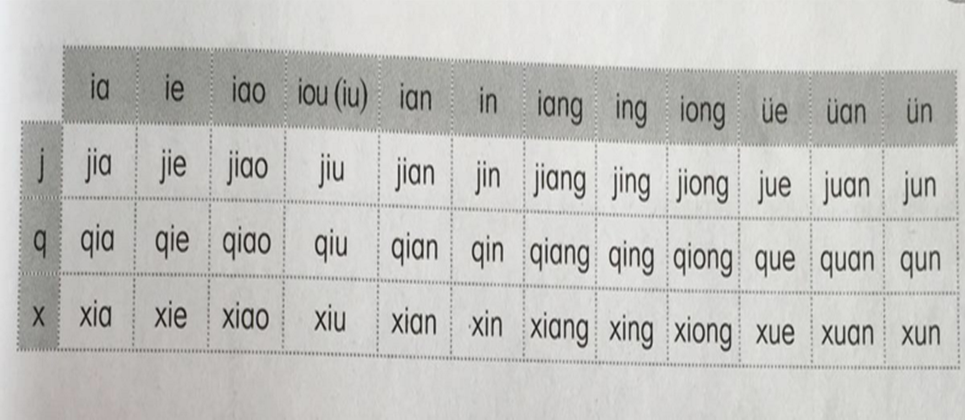 ia ie iao iou (iu) ian in iang ing iong üe üan ün
j jia jie jiao jiu jian jin jiang jing jiong jue juan jun
q qia qie qiao qiu qian qin qiang qing qiong que quan qun
x xia xie xiao xiu xian xin xiang xing xiong xue xuan xun